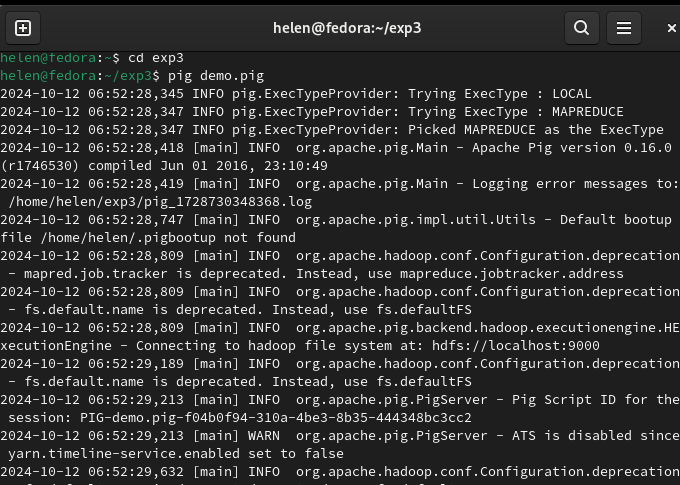 helen@fedora:~/exp3
helen@fedora:~$ cd exp3
helen@fedora:~/exp3$ pig demo.pig
2024-10-12 06:52:28,345 INFO pig.ExecTypeProvider: Trying ExecType : LOCAL
2024-10-12 06:52:28,347 INFO pig.ExecTypeProvider: Trying ExecType : MAPREDUCE
2024-10-12 06:52:28,347 INFO pig.ExecTypeProvider: Picked MAPREDUCE as the ExecType
2024-10-12 06:52:28,418 [main] INFO  org.apache.pig.Main - Apache Pig version 0.16.0
(r1746530) compiled Jun 01 2016, 23:10:49
2024-10-12 06:52:28,419 [main] INFO  org.apache.pig.Main - Logging error messages to:
/home/helen/exp3/pig_1728730348368.log
2024-10-12 06:52:28,747 [main] INFO  org.apache.pig.impl.util.Utils - Default bootup
file /home/helen/.pigbootup not found
2024-10-12 06:52:28,809 [main] INFO  org.apache.hadoop.conf.Configuration.deprecation
- mapred.job.tracker is deprecated. Instead, use mapreduce.jobtracker.address
2024-10-12 06:52:28,809 [main] INFO  org.apache.hadoop.conf.Configuration.deprecation
- fs.default.name is deprecated. Instead, use fs.defaultFS
2024-10-12 06:52:28,809 [main] INFO  org.apache.pig.backend.hadoop.executionengine.HE
xecutionEngine - Connecting to hadoop file system at: hdfs://localhost:9000
2024-10-12 06:52:29,189 [main] INFO  org.apache.hadoop.conf.Configuration.deprecation
- fs.default.name is deprecated. Instead, use fs.defaultFS
2024-10-12 06:52:29,213 [main] INFO  org.apache.pig.PigServer - Pig Script ID for the
session: PIG-demo.pig-f04b0f94-310a-4be3-8b35-444348bc3cc2
2024-10-12 06:52:29,213 [main] WARN  org.apache.pig.PigServer - ATS is disabled since
yarn.timeline-service.enabled set to false
2024-10-12 06:52:29,632 [main] INFO  org.apache.hadoop.conf.Configuration.deprecation